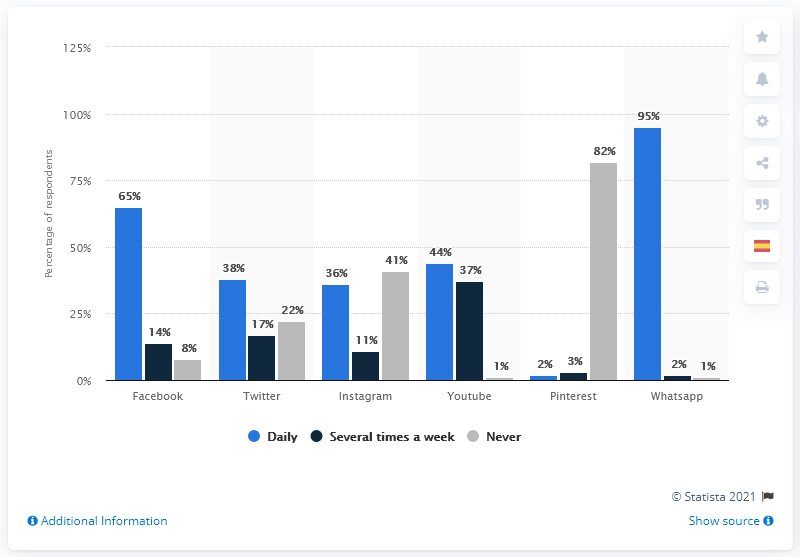 125%
100%
75%
50%
25%
0%
Percentage of respondents
65%
14%
8%
38%
17%
22%
36%
11%
41%
44%
37%
1%
2%
3%
82%
95%
2%
1%
Facebook
Twitter
Instagram
Youtube
Pinterest
Whatsapp
Daily
Several times a week
Never
© Statista 2021
Additional Information
Show source